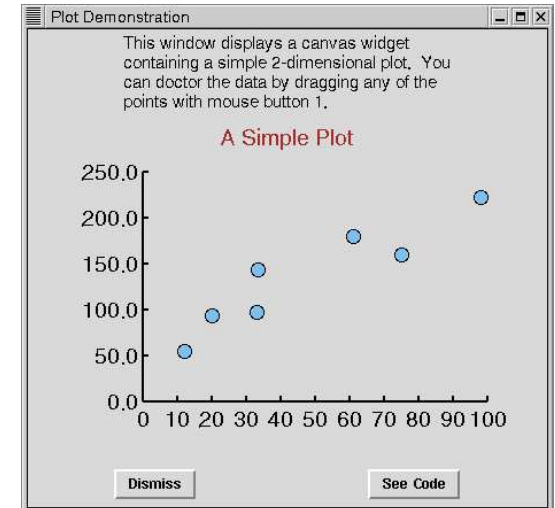 Plot Demonstration
This window displays a canvas widget
containing a simple 2-dimensional plot. You
can doctor the data by dragging any of the
points with mouse button 1.
A Simple Plot
250.0
200.0
150.0
100.0
50.0
0.0
0 10 20 30 40 50 60 70 80 90 100
Dismiss See Code